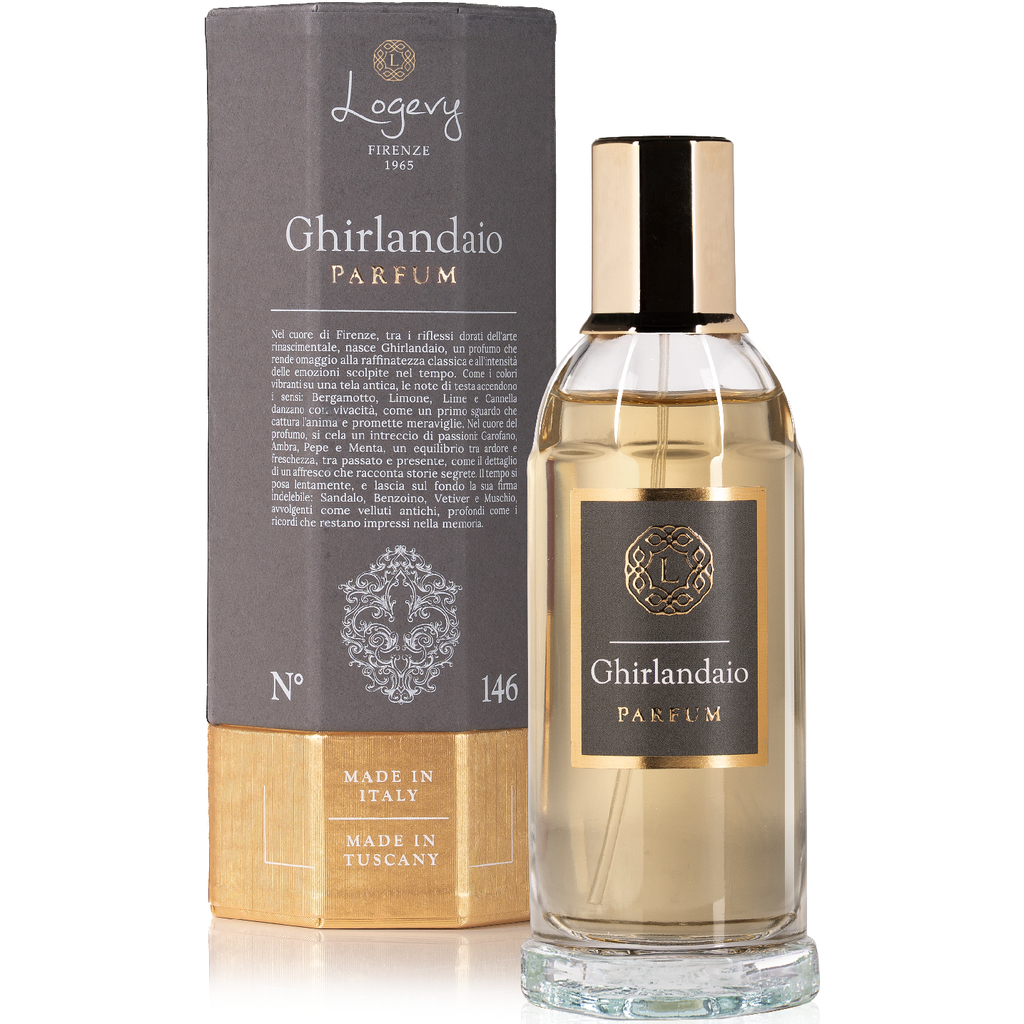 L
Logevy
FIRENZE
1965
Ghirlandaio
PARFUM
Nel cuore di Firenze, tra i riflessi dorati dell'arte
rinascimentale, nasce Ghirlandaio, un profumo che
rende omaggio alla raffinatezza classica e all'intensità
delle emozioni scolpite nel tempo. Come i colori
vibranti su una tela antica, le note di testa accendono
i sensi: Bergamotto, Limone, Lime e Cannella
danzano con vivacità, come un primo sguardo che
cattura l'anima e promette meraviglie. Nel cuore del
profumo, si cela un intreccio di passioni: Garofano,
Ambra, Pepe e Menta, un equilibrio tra ardore e
freschezza, tra passato e presente, come il dettaglio
di un affresco che racconta storie segrete. Il tempo si
posa lentamente, e lascia sul fondo la sua firma
indelebile: Sandalo, Benzoino, Vetiver e Muschio,
avvolgenti come velluti antichi, profondi come i
ricordi che restano impressi nella memoria.
N° 146
MADE IN
ITALY
MADE IN
TUSCANY
L
Ghirlandaio
PARFUM